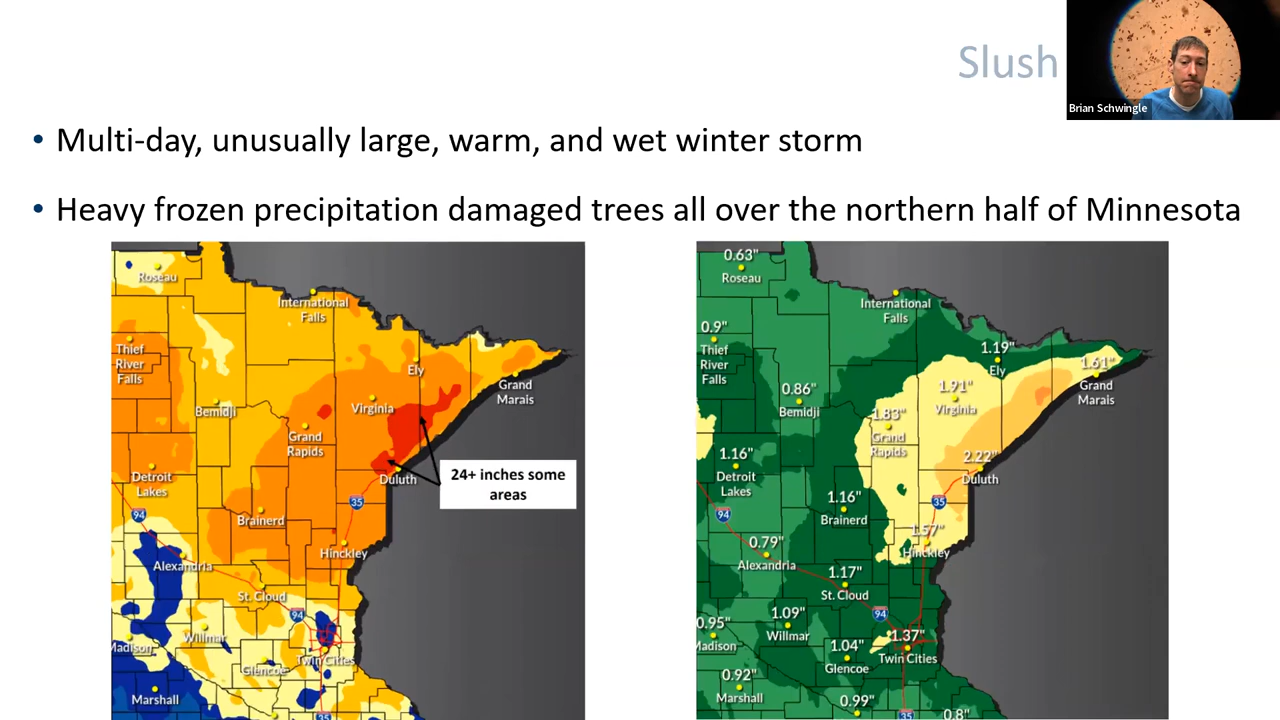 Slush
Brian Schwingle
• Multi-day, unusually large, warm, and wet winter storm
• Heavy frozen precipitation damaged trees all over the northern half of Minnesota
Roseau
International
Falls
Thief
River
Falls
Ely
Grand
Marais
Virginia
Bemidji
Grand
Rapids
24+ inches some
areas
Detroit
Lakes
Duluth
35
94
Brainerd
Hinckley
Alexandria
St. Cloud
94
Willmar
Madison
Twin Cities
Glencoe
Marshall
35
0.63"
Roseau
International
Falls
0.9"
Thief
River
Falls
1.19"
Ely
1.61"
Grand
Marais
0.86"
Bemidji
1.91"
Virginia
1.83"
Grand
Rapids
1.16"
Detroit
Lakes
2.22"
Duluth
94
1.16"
Brainerd
35
1.57"
Hinckley
0.79"
Alexandria
1.17"
St. Cloud
94
1.09"
Willmar
0.95"
Madison
1.37"
Twin Cities
1.04"
Glencoe
0.92"
Marshall
0.99"
35
0.8"